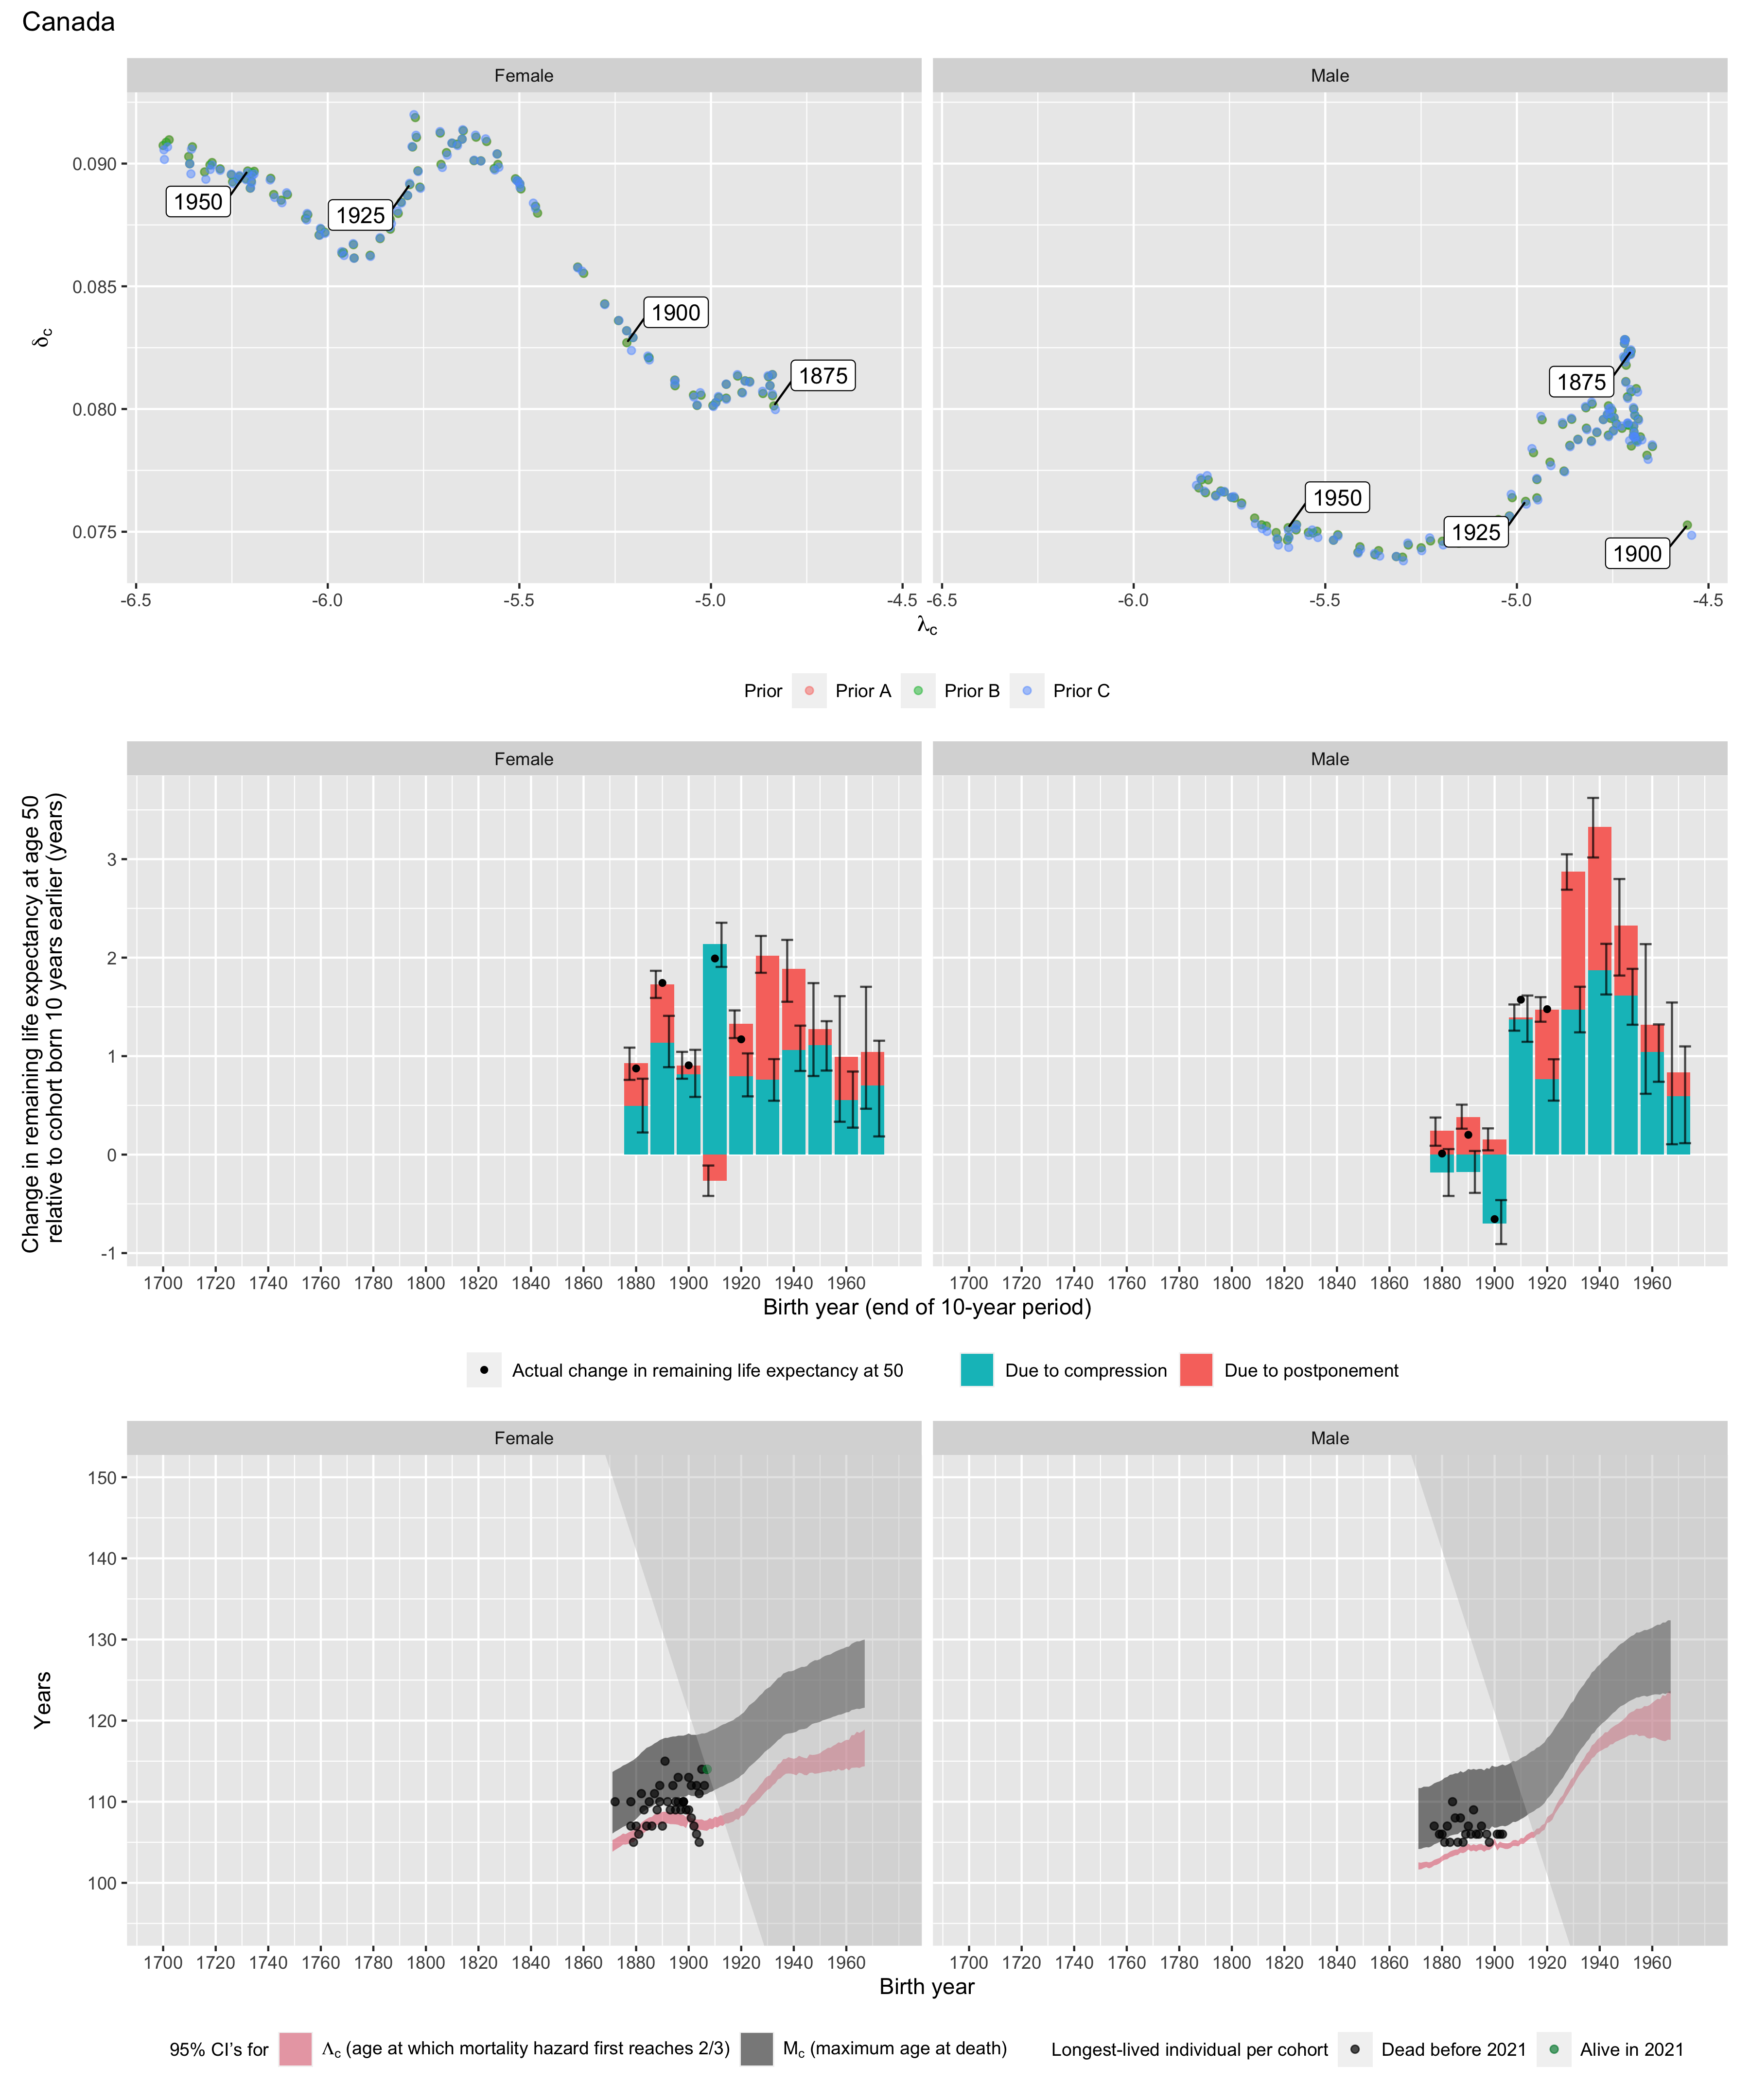 Canada
Female
Male
0.090
0.085
0.080
0.075
δc
1950
1925
1900
1875
1875
1950
1925
1900
-6.5 -6.0 -5.5 -5.0 -4.5
-6.5 -6.0 -5.5 -5.0 -4.5
λc
Prior Prior A Prior B Prior C
Female
Male
Change in remaining life expectancy at age 50
relative to cohort born 10 years earlier (years)
3
2
1
0
-1
1700 1720 1740 1760 1780 1800 1820 1840 1860 1880 1900 1920 1940 1960
1700 1720 1740 1760 1780 1800 1820 1840 1860 1880 1900 1920 1940 1960
Birth year (end of 10-year period)
Actual change in remaining life expectancy at 50 Due to compression Due to postponement
Female
Male
Years
150
140
130
120
110
100
1700 1720 1740 1760 1780 1800 1820 1840 1860 1880 1900 1920 1940 1960
1700 1720 1740 1760 1780 1800 1820 1840 1860 1880 1900 1920 1940 1960
Birth year
95% CI's for Λc (age at which mortality hazard first reaches 2/3) Mc (maximum age at death) Longest-lived individual per cohort Dead before 2021 Alive in 2021